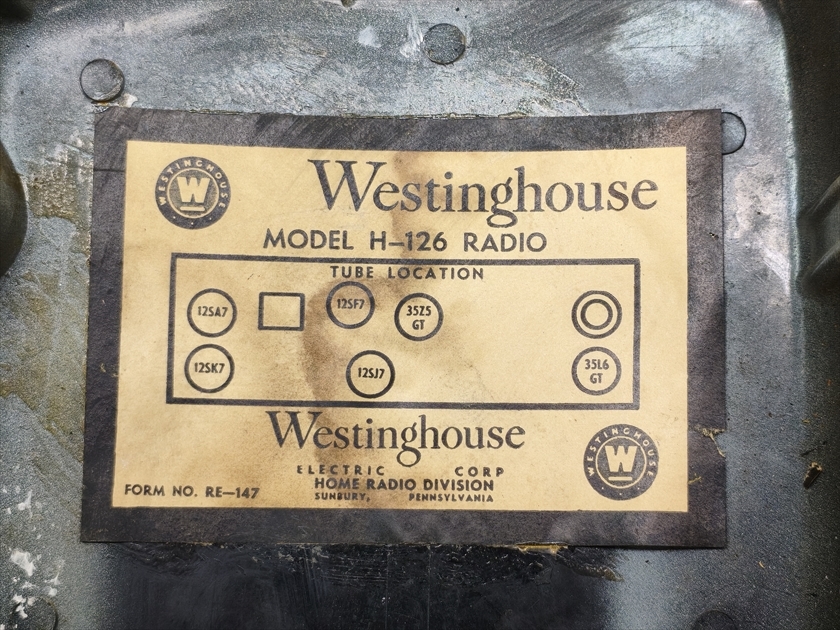 WESTINGHOUSE
W
Westinghouse
MODEL H–126 RADIO
TUBE LOCATION
12SA7
12SF7
35Z5
GT
12SK7
12SJ7
35L6
GT
Westinghouse
ELECTRIC CORP
HOME RADIO DIVISION
SUNBURY, PENNSYLVANIA
FORM NO. RE–147
WESTINGHOUSE
W